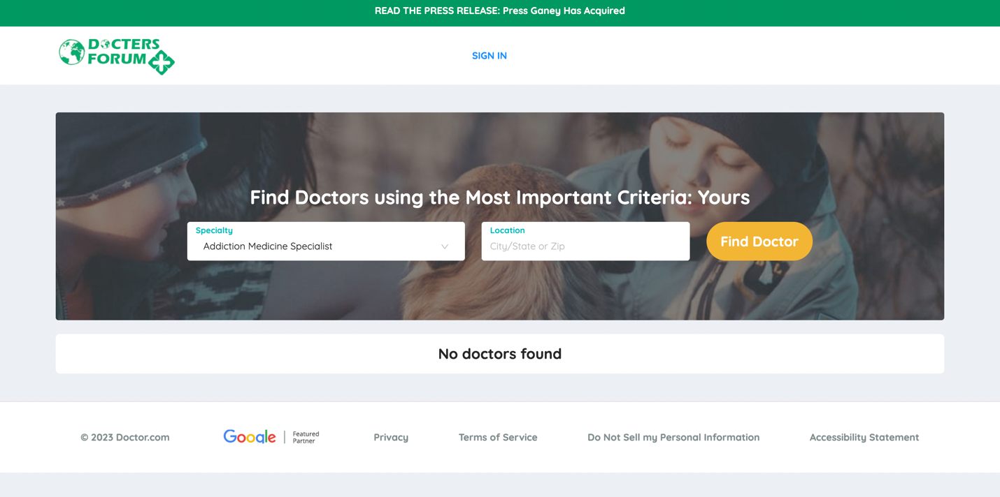 READ THE PRESS RELEASE: Press Ganey Has Acquired
DOCTERS
FORUM
SIGN IN
Find Doctors using the Most Important Criteria: Yours
Specialty
Addiction Medicine Specialist
Location
City/State or Zip
Find Doctor
No doctors found
© 2023 Doctor.com
Google
Featured
Partner
Privacy
Terms of Service
Do Not Sell my Personal Information
Accessibility Statement